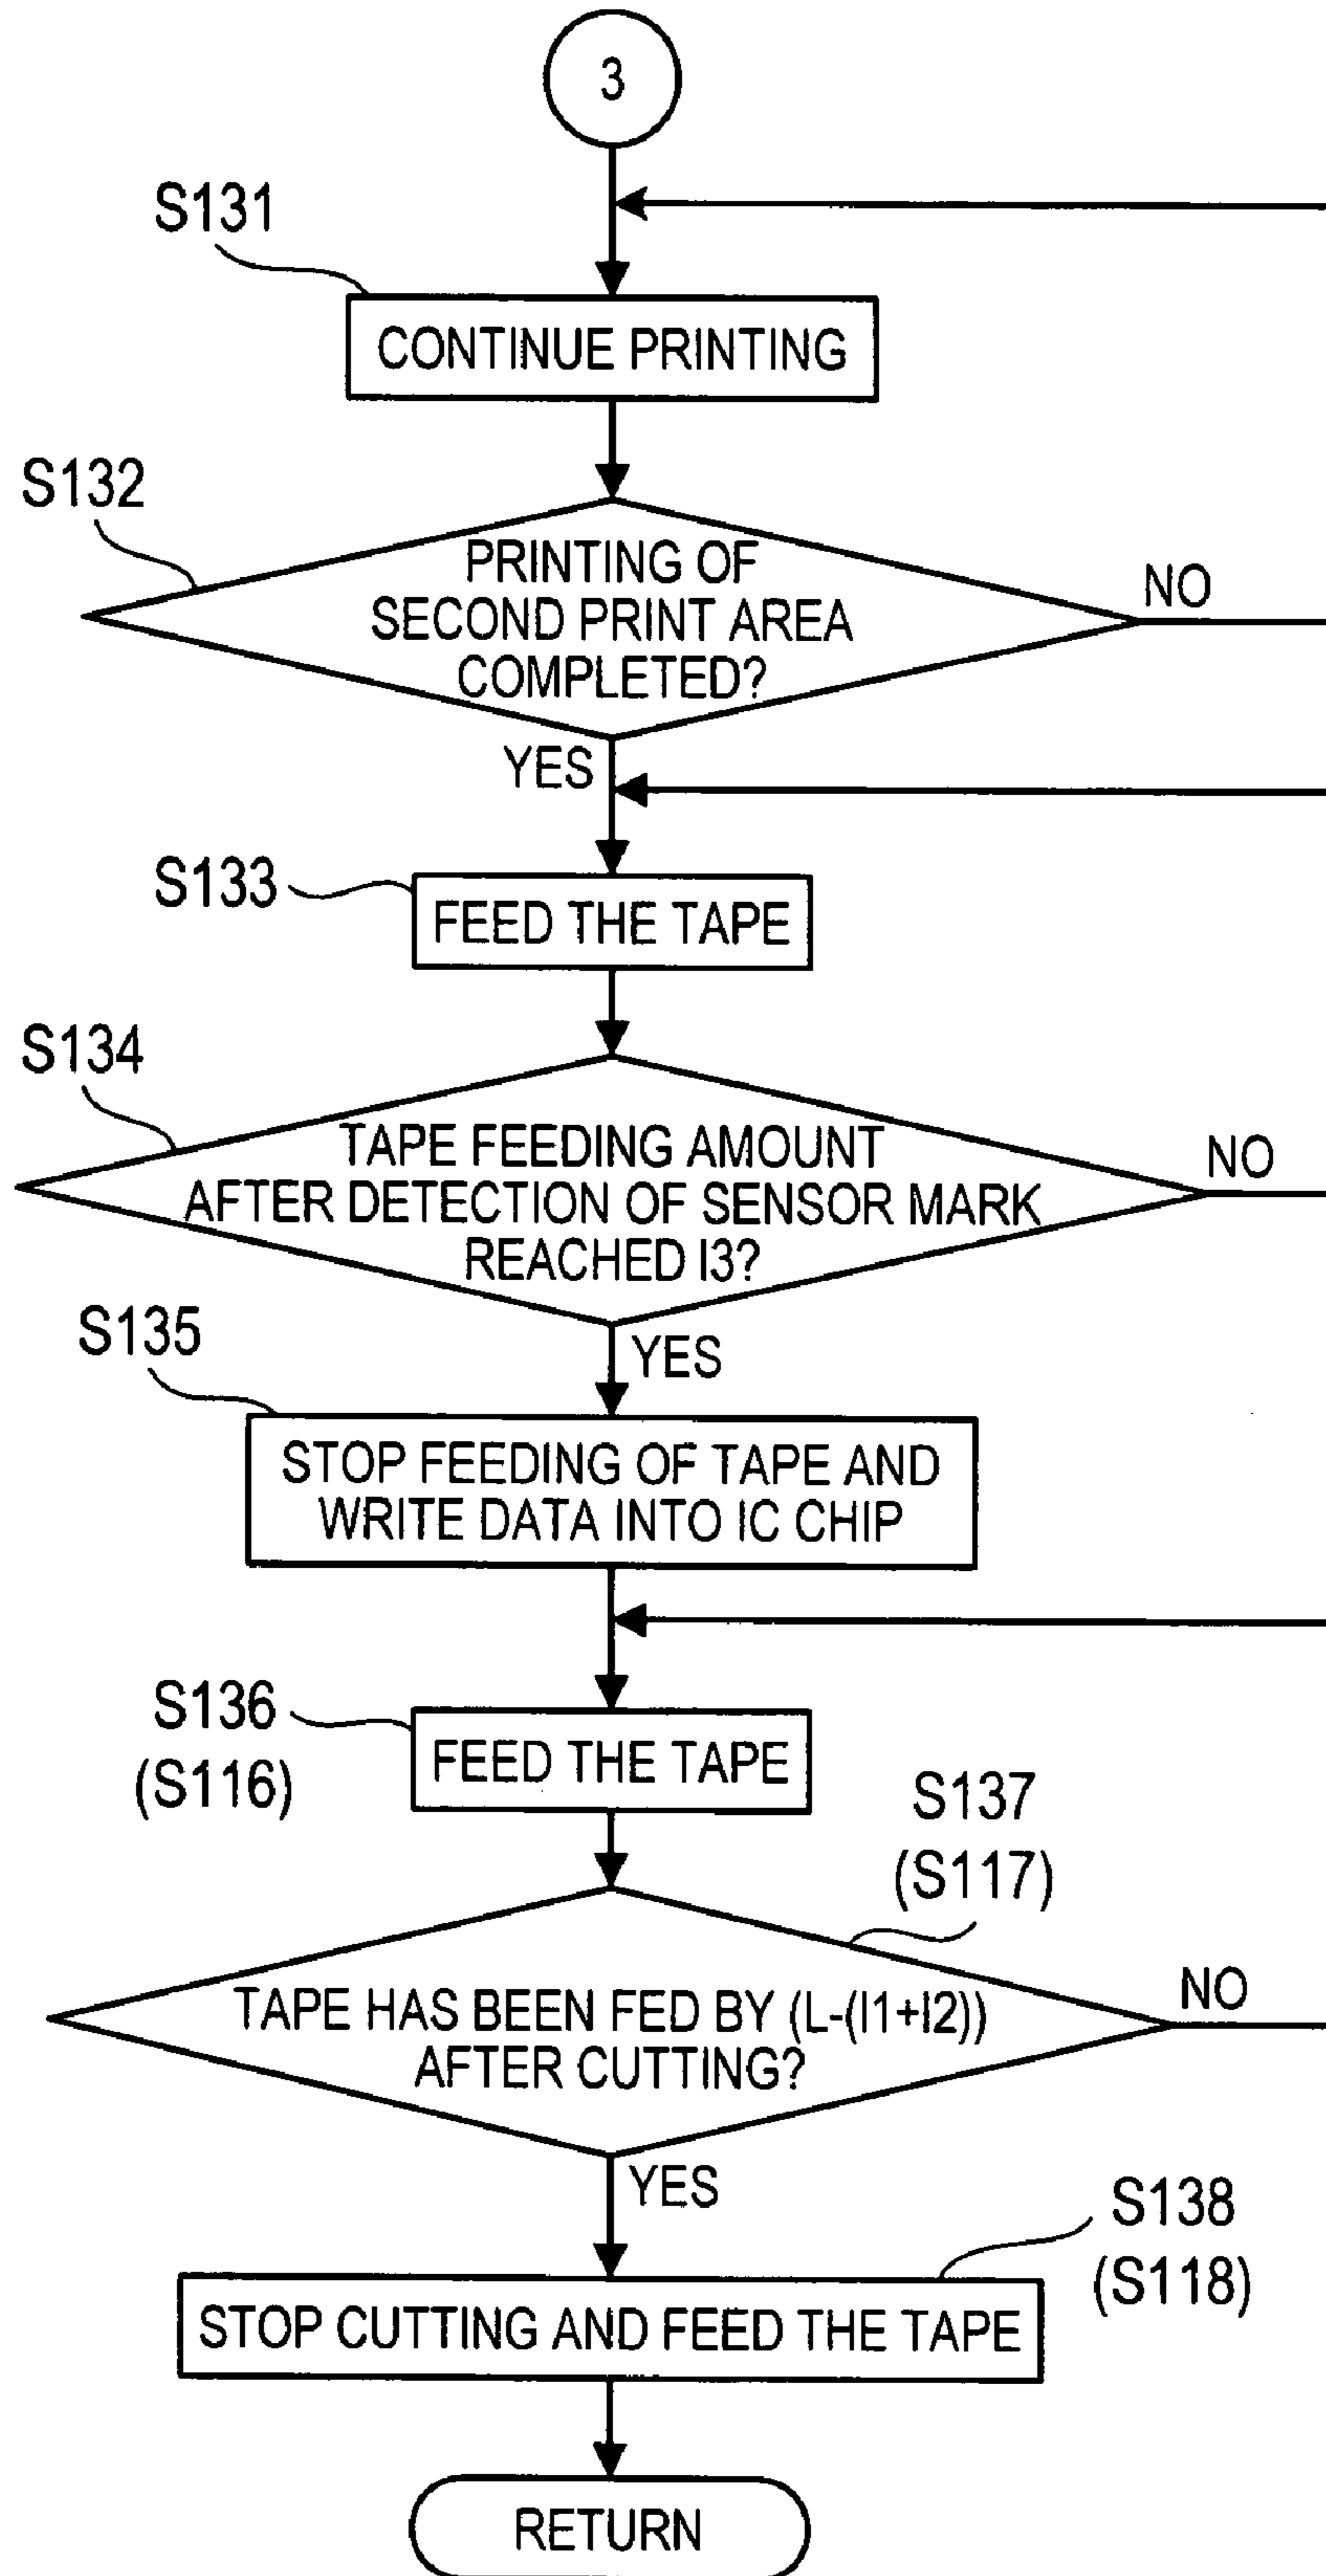 3
S131
CONTINUE PRINTING
S132
PRINTING OF
SECOND PRINT AREA
COMPLETED?
NO
YES
S133
FEED THE TAPE
S134
TAPE FEEDING AMOUNT
AFTER DETECTION OF SENSOR MARK
REACHED l3?
NO
YES
S135
STOP FEEDING OF TAPE AND
WRITE DATA INTO IC CHIP
S136
(S116)
FEED THE TAPE
S137
(S117)
TAPE HAS BEEN FED BY (L-(l1+l2))
AFTER CUTTING?
NO
YES
S138
(S118)
STOP CUTTING AND FEED THE TAPE
RETURN